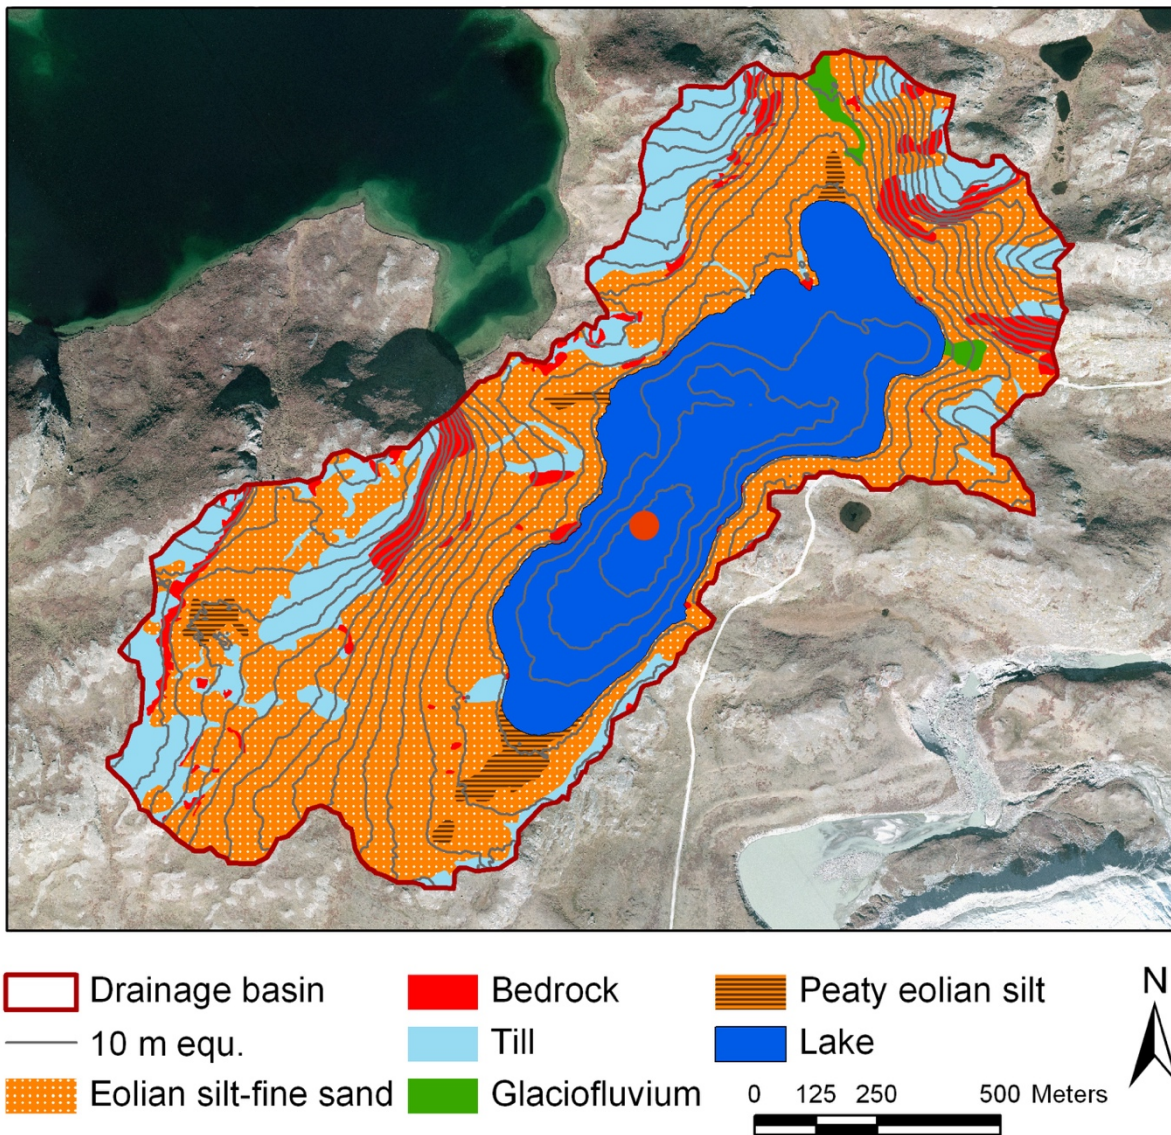 Drainage basin
Bedrock
Peaty eolian silt
N
10 m equ.
Till
Lake
Eolian silt-fine sand
Glaciofluvium
0 125 250 500 Meters